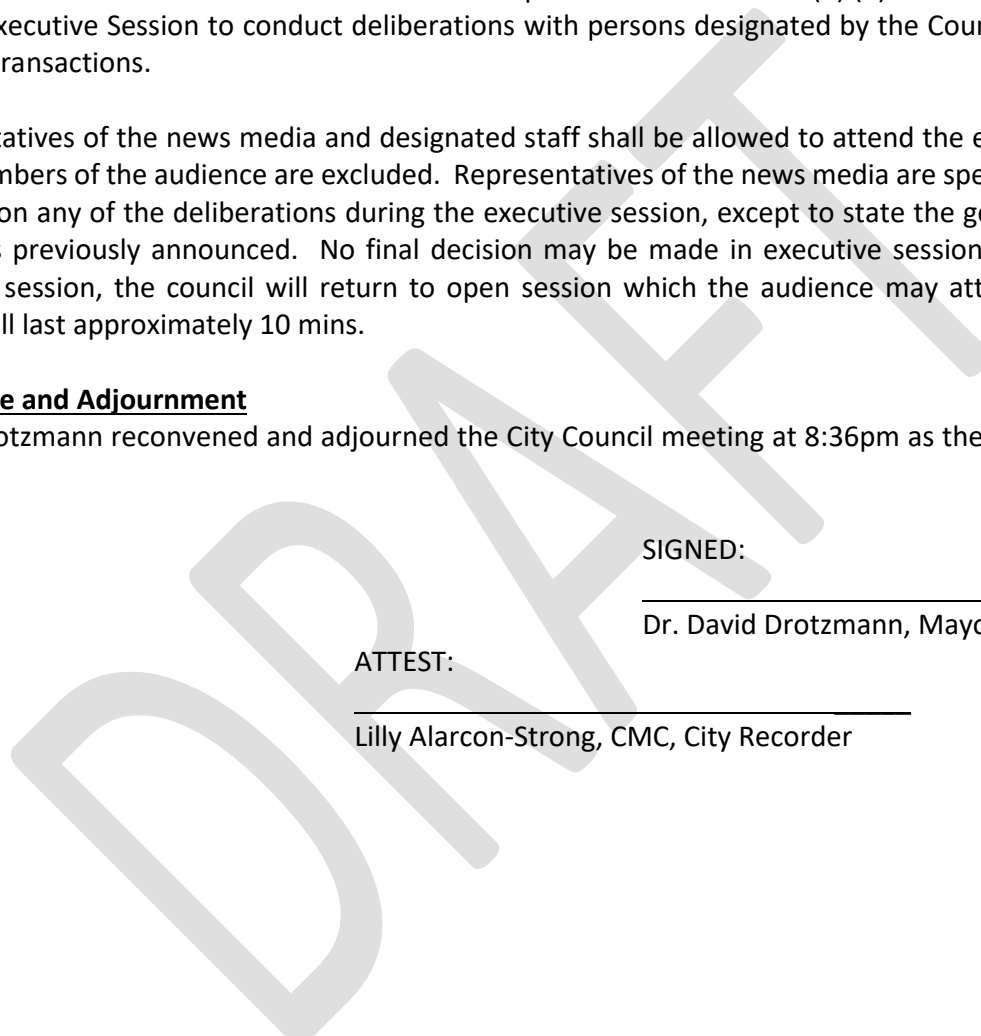 xecutive Session to conduct deliberations with persons designated by the Coun
ransactions.
tatives of the news media and designated staff shall be allowed to attend the e
mbers of the audience are excluded. Representatives of the news media are spe
on any of the deliberations during the executive session, except to state the ge
s previously announced. No final decision may be made in executive session
session, the council will return to open session which the audience may att
ll last approximately 10 mins.
e and Adjournment
otzmann reconvened and adjourned the City Council meeting at 8:36pm as the
SIGNED:
Dr. David Drotzmann, Mayo
ATTEST:
Lilly Alarcon-Strong, CMC, City Recorder
DRAFT